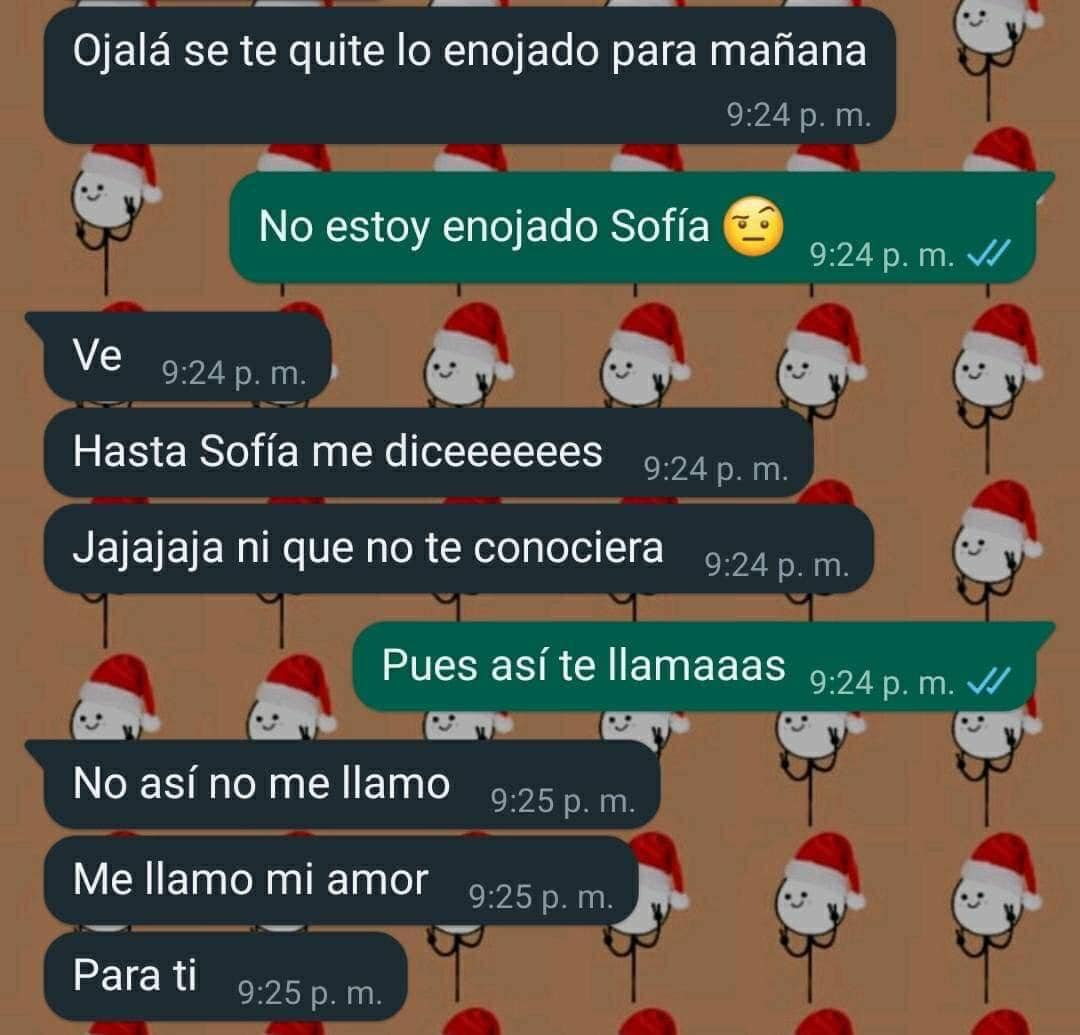 Ojalá se te quite lo enojado para mañana
9:24 p. m.
No estoy enojado Sofía 🤨 9:24 p. m.
Ve 9:24 p. m.
Hasta Sofía me diceeeeeees 9:24 p. m.
Jajajaja ni que no te conociera 9:24 p. m.
Pues así te llamaaas 9:24 p. m.
No así no me llamo 9:25 p. m.
Me llamo mi amor 9:25 p. m.
Para ti 9:25 p. m.